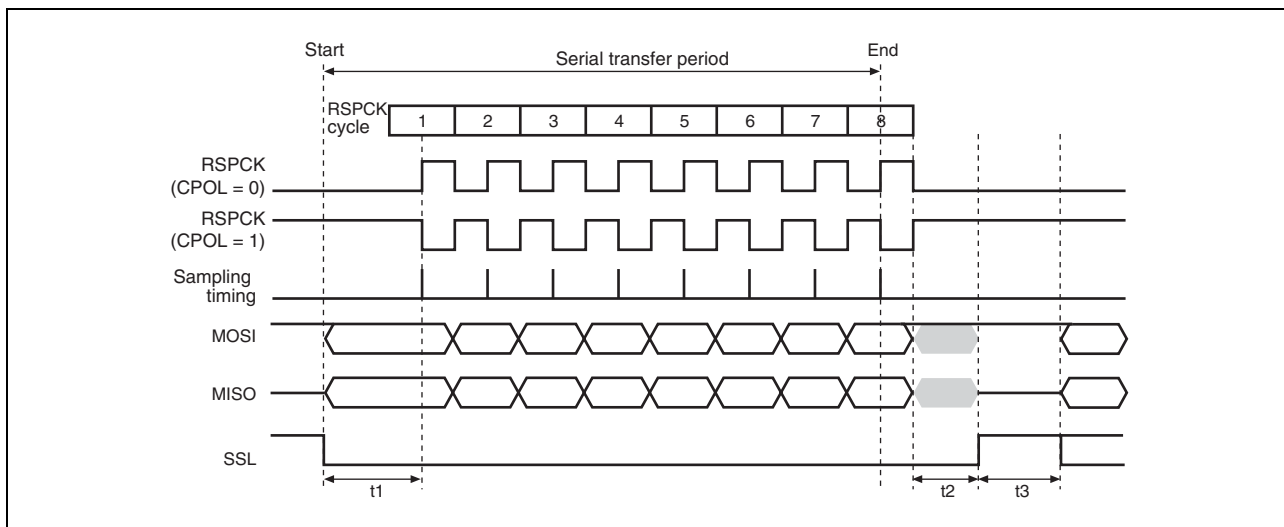 Start
End
Serial transfer period
RSPCK
cycle
1 2 3 4 5 6 7 8
RSPCK
(CPOL = 0)
RSPCK
(CPOL = 1)
Sampling
timing
MOSI
MISO
SSL
t1
t2
t3